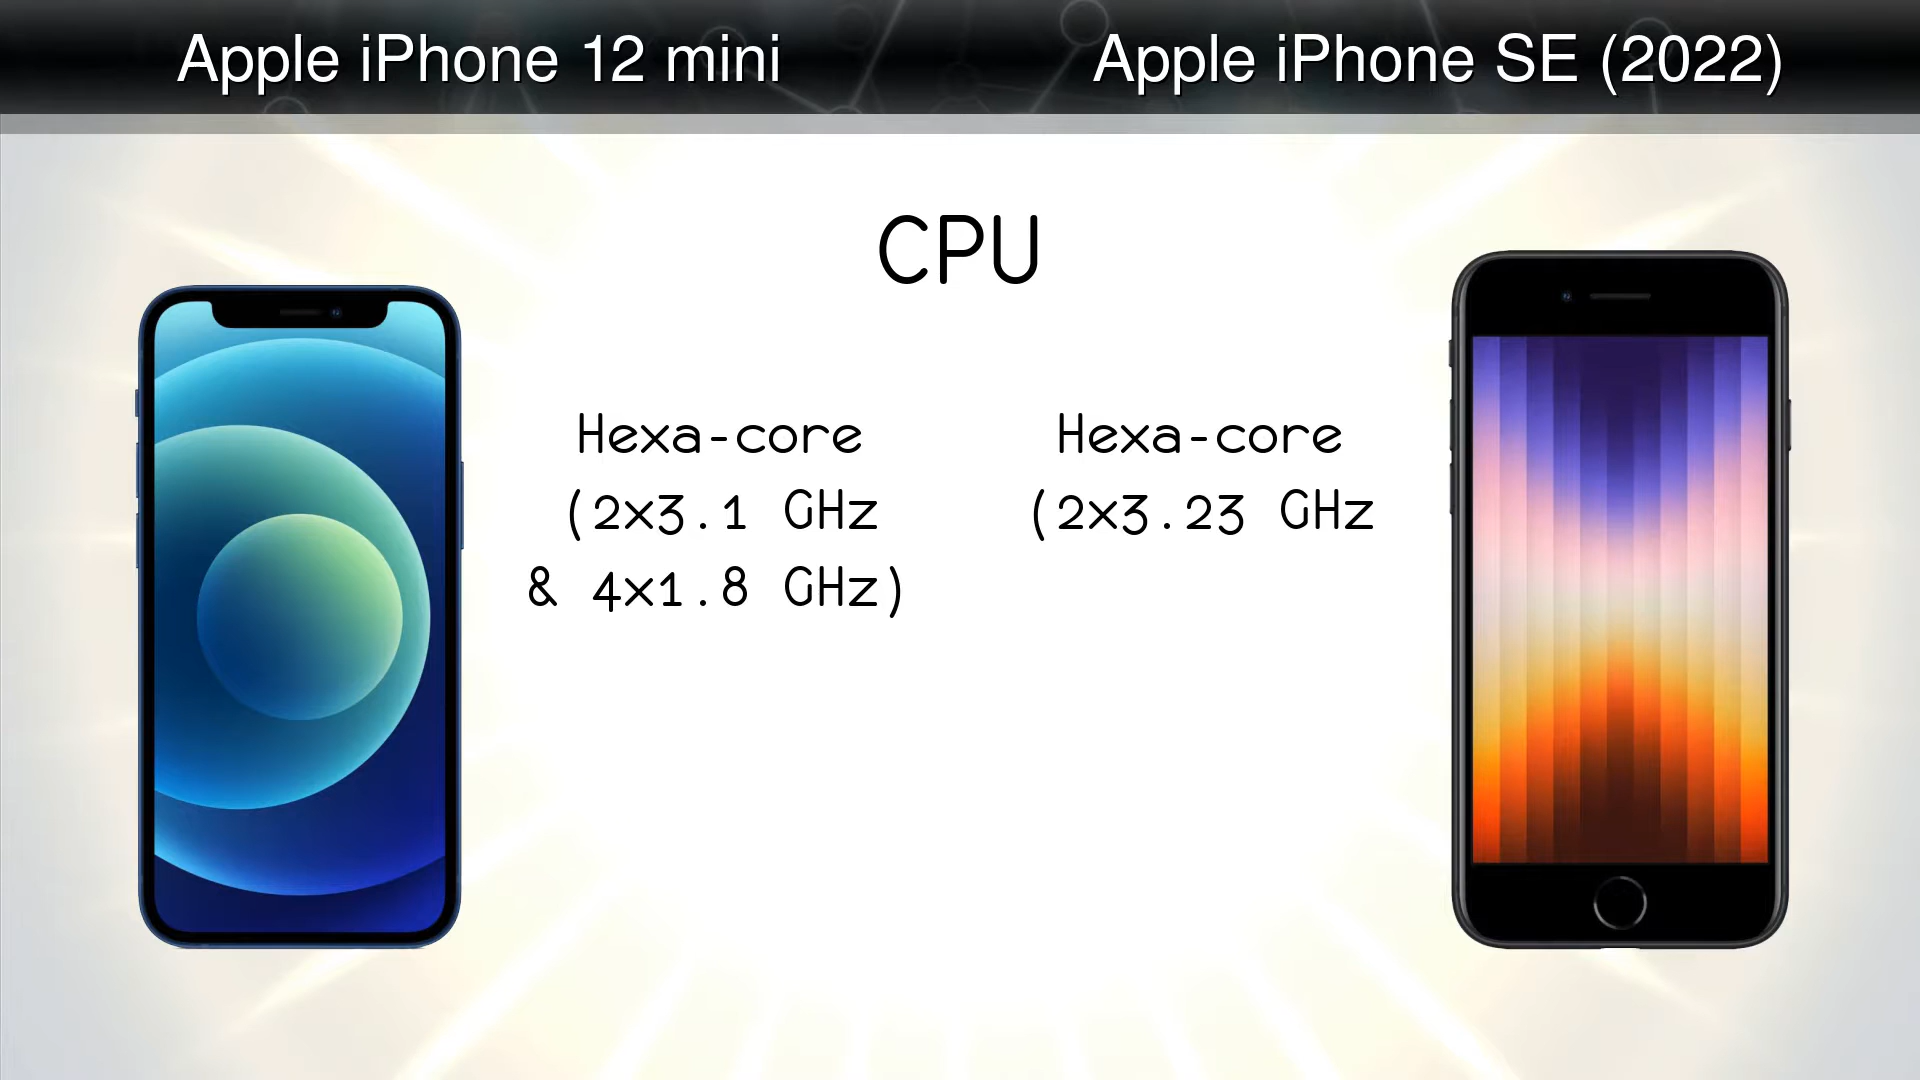 Apple iPhone 12 mini
Apple iPhone SE (2022)
CPU
Hexa-core
(2x3.1 GHz
& 4x1.8 GHz)
Hexa-core
(2x3.23 GHz